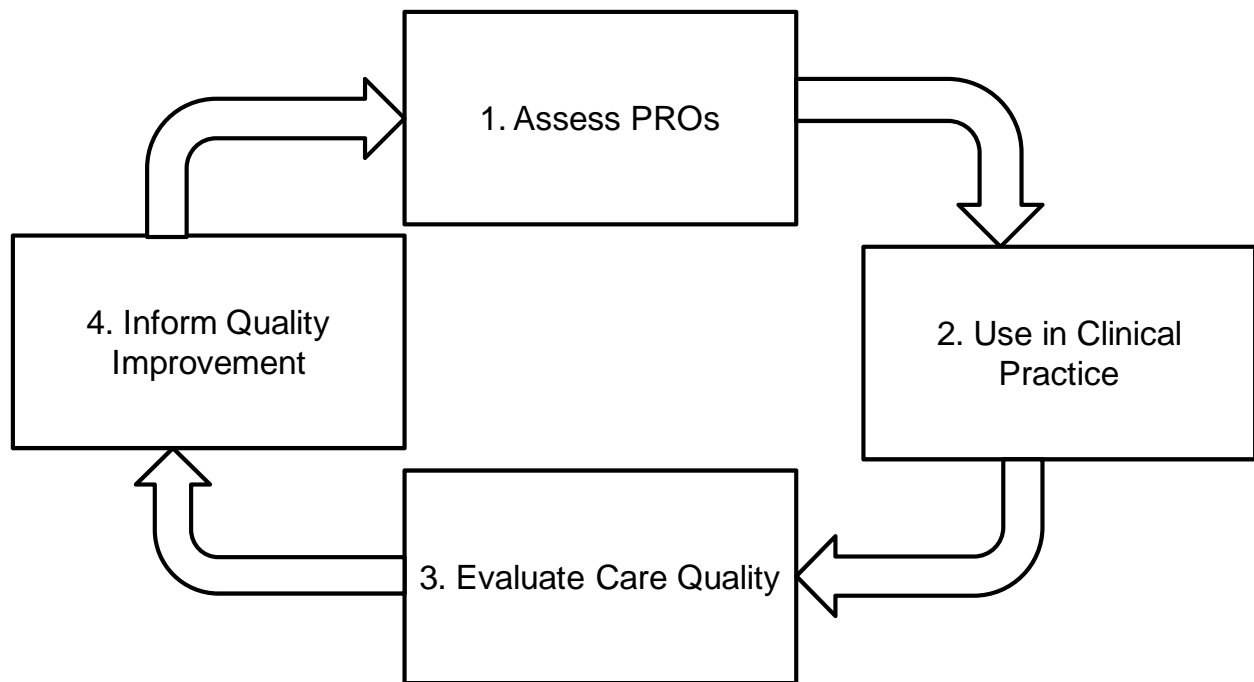 1. Assess PROs
2. Use in Clinical
Practice
3. Evaluate Care Quality
4. Inform Quality
Improvement